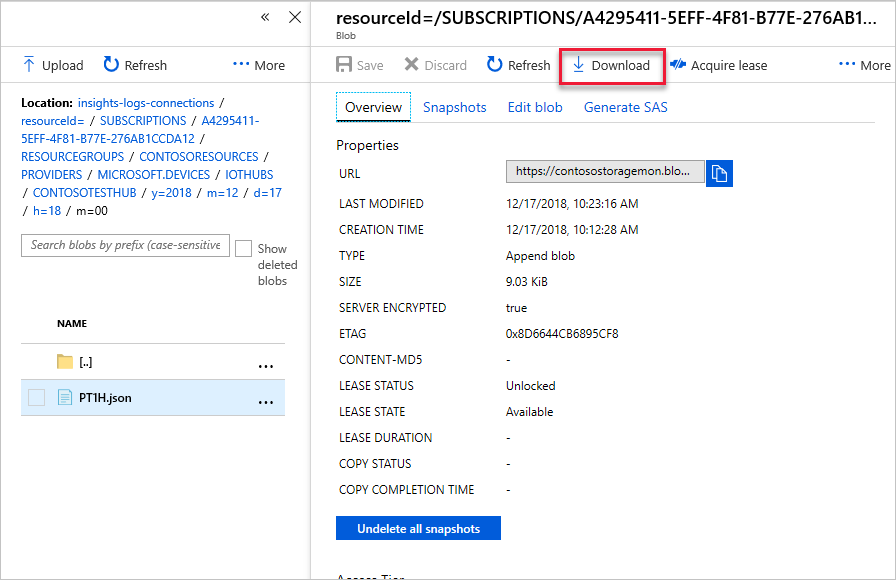 «
Upload
Refresh
More
Location: insights-logs-connections /
resourceId= / SUBSCRIPTIONS / A4295411-
5EFF-4F81-B77E-276AB1CCDA12 /
RESOURCEGROUPS / CONTOSORESOURCES /
PROVIDERS / MICROSOFT.DEVICES / IOTHUBS
/ CONTOSOTESTHUB / y=2018 / m=12 / d=17
/ h=18 / m=00
Search blobs by prefix (case-sensitive
Show
deleted
blobs
NAME
[..]
PT1H.json
resourceId=/SUBSCRIPTIONS/A4295411-5EFF-4F81-B77E-276AB1...
Blob
Save
Discard
Refresh
Download
Acquire lease
More
Overview
Snapshots
Edit blob
Generate SAS
Properties
URL https://contosostoragemon.blo...
LAST MODIFIED 12/17/2018, 10:23:16 AM
CREATION TIME 12/17/2018, 10:12:28 AM
TYPE Append blob
SIZE 9.03 KiB
SERVER ENCRYPTED true
ETAG 0x8D6644CB6895CF8
CONTENT-MD5 -
LEASE STATUS Unlocked
LEASE STATE Available
LEASE DURATION -
COPY STATUS -
COPY COMPLETION TIME -
Undelete all snapshots
Access Tier